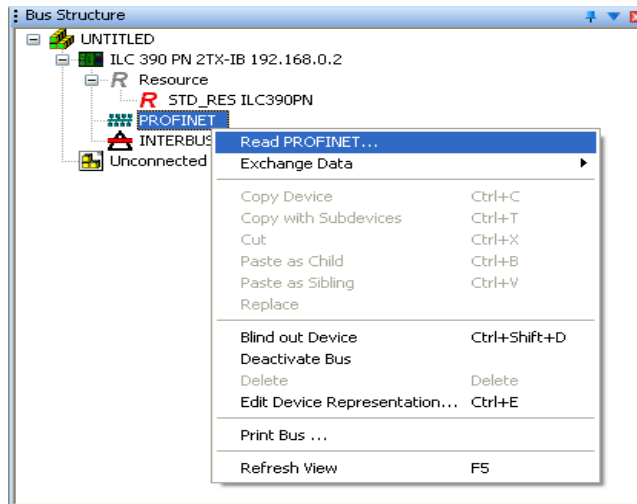 Bus Structure
UNTITLED
ILC 390 PN 2TX-IB 192.168.0.2
R Resource
R STD_RES ILC390PN
PROFINET
INTERBUS
Unconnected
Read PROFINET...
Exchange Data
Copy Device Ctrl+C
Copy with Subdevices Ctrl+T
Cut Ctrl+X
Paste as Child Ctrl+B
Paste as Sibling Ctrl+V
Replace
Blind out Device Ctrl+Shift+D
Deactivate Bus
Delete Delete
Edit Device Representation... Ctrl+E
Print Bus ...
Refresh View F5